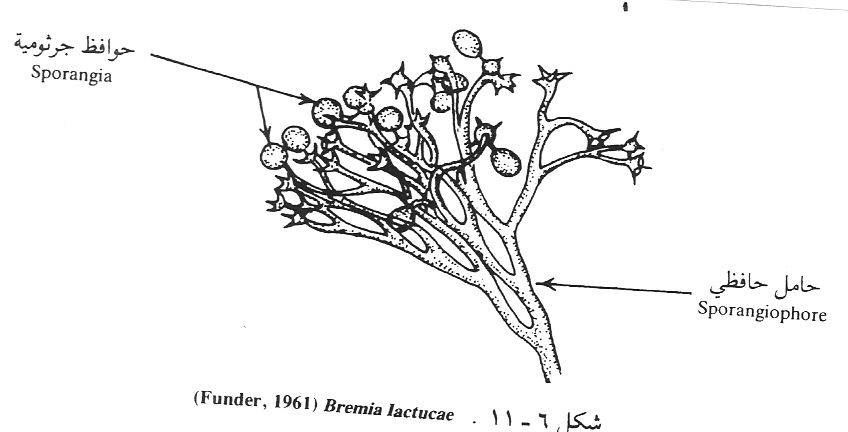 حوافظ جرثومية
Sporangia
حامل حافظي
Sporangiophore
شكل ٦ - ١١ . Bremia lactucae (Funder, 1961)